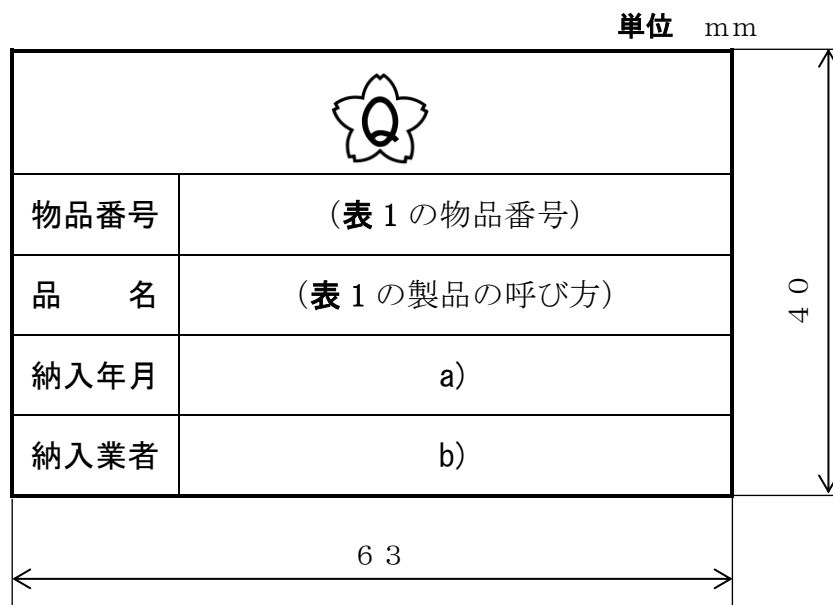 単位　mm
Q
物品番号　(表1の物品番号)
品　　名　(表1の製品の呼び方)
納入年月　a)
納入業者　b)
40
63